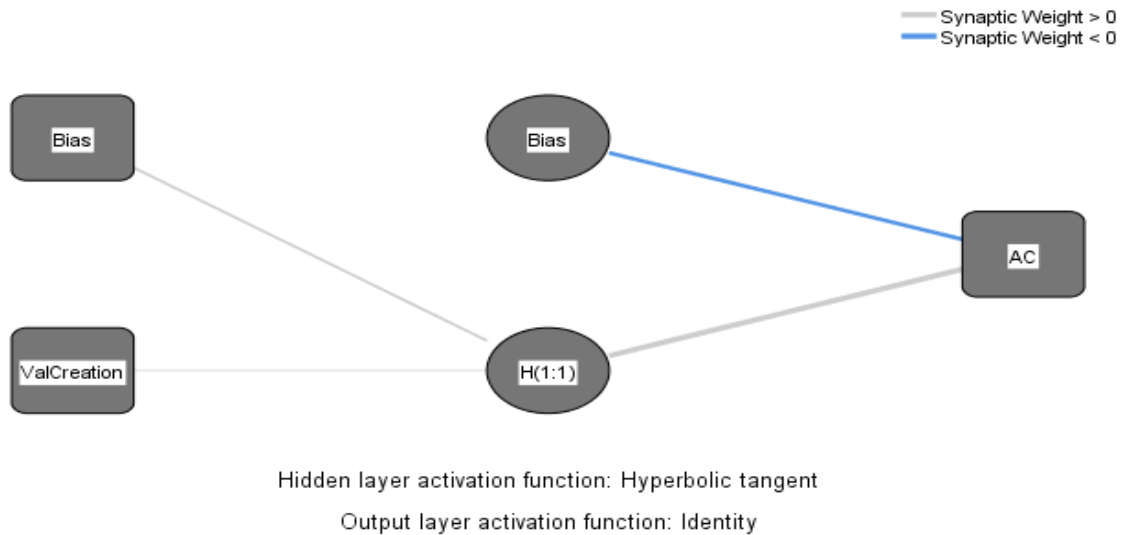 Synaptic Weight > 0
Synaptic Weight < 0
Bias
Bias
AC
ValCreation
H(1:1)
Hidden layer activation function: Hyperbolic tangent
Output layer activation function: Identity